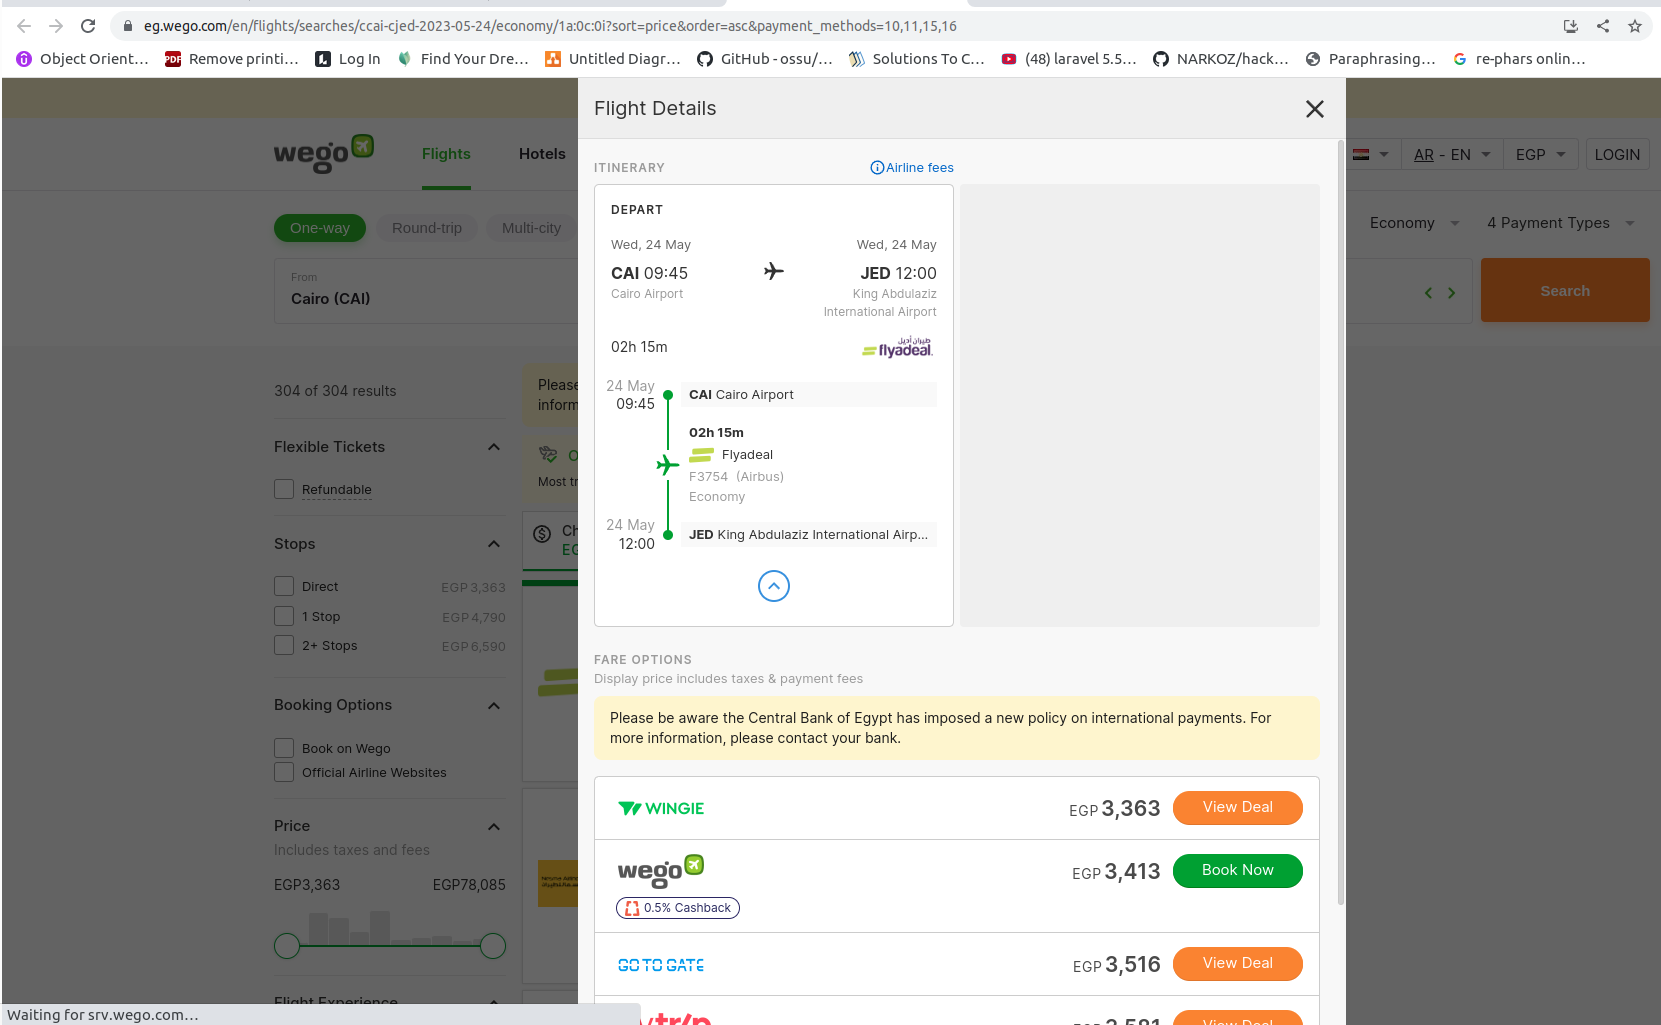 eg.wego.com/en/flights/searches/ccai-cjed-2023-05-24/economy/1a:0c:0i?sort=price&order=asc&payment_methods=10,11,15,16
Object Orient... Remove printi... Log In Find Your Dre... Untitled Diagr... GitHub - ossu/... Solutions To C... (48) laravel 5.5... NARKOZ/hack... Paraphrasing... re-phars onlin...
Flight Details
wego Flights Hotels AR - EN EGP LOGIN
One-way Round-trip Multi-city Economy 4 Payment Types
From
Cairo (CAI)
Search
304 of 304 results
Flexible Tickets
Refundable
Stops
Direct EGP 3,363
1 Stop EGP 4,790
2+ Stops EGP 6,590
Booking Options
Book on Wego
Official Airline Websites
Price
Includes taxes and fees
EGP3,363 EGP78,085
Flight Experience
Please
inform
O
Most tr
Ch
EG
ITINERARY Airline fees
DEPART
Wed, 24 May Wed, 24 May
CAI 09:45 JED 12:00
Cairo Airport King Abdulaziz
International Airport
طيران أديل
02h 15m flyadeal.
24 May
09:45 CAI Cairo Airport
02h 15m
Flyadeal
F3754 (Airbus)
Economy
24 May
12:00 JED King Abdulaziz International Airp...
FARE OPTIONS
Display price includes taxes & payment fees
Please be aware the Central Bank of Egypt has imposed a new policy on international payments. For
more information, please contact your bank.
WINGIE EGP 3,363 View Deal
wego EGP 3,413 Book Now
0.5% Cashback
GO TO GATE EGP 3,516 View Deal
EGP 3,581 View Deal
Waiting for srv.wego.com...